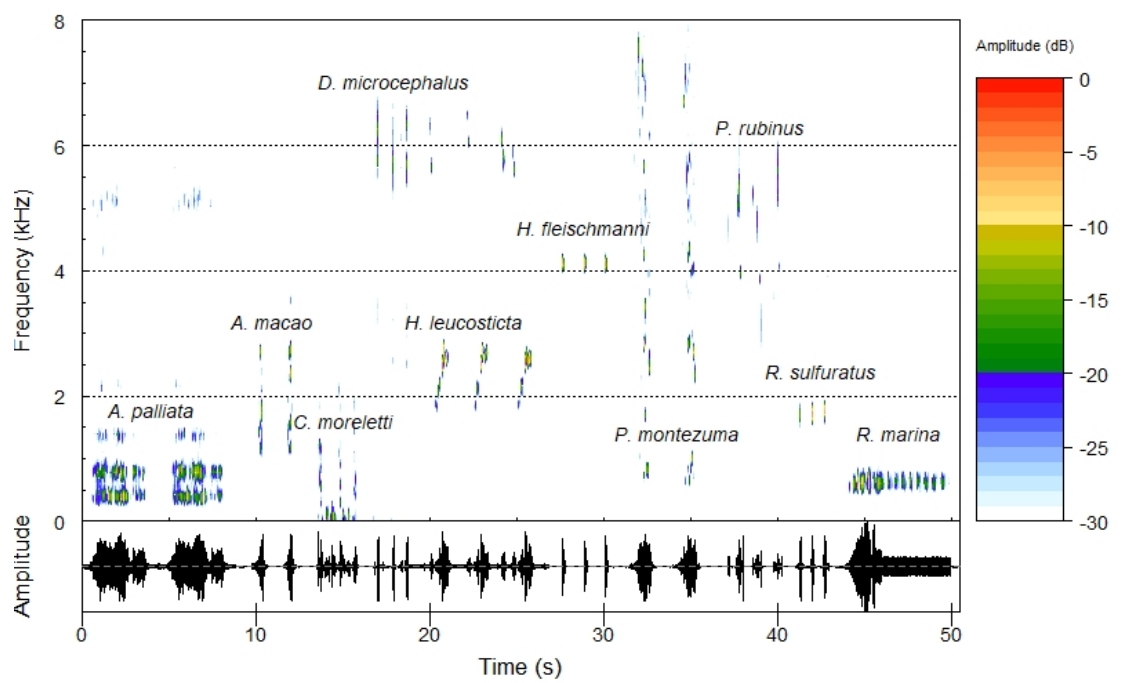 8
Amplitude (dB)
0
D. microcephalus
P. rubinus
6
-5
H. fleischmanni
-10
Frequency (kHz)
4
A. macao
H. leucosticta
-15
R. sulfuratus
2
-20
A. palliata
C. moreletti
P. montezuma
R. marina
-25
0
-30
Amplitude
0 10 20 30 40 50
Time (s)